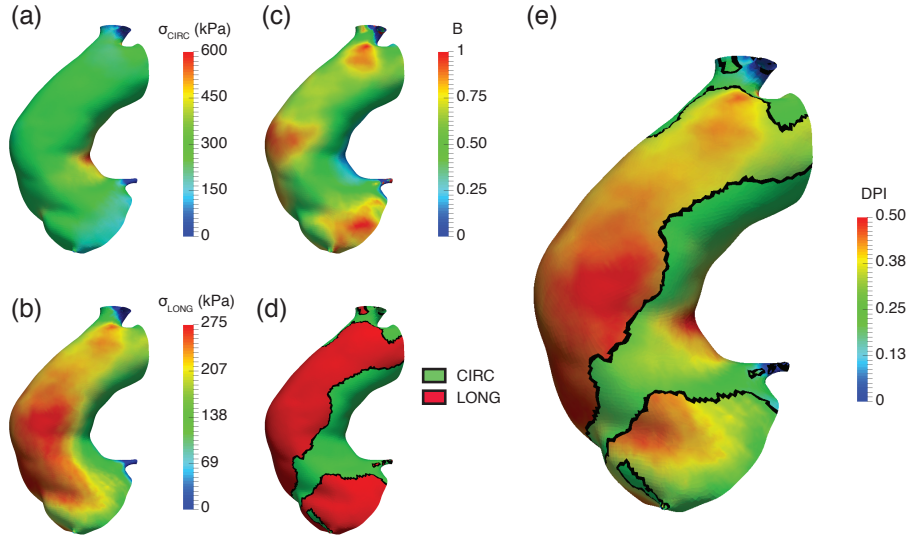 (a)
σCIRC (kPa)
600
450
300
150
0
(b)
σLONG (kPa)
275
207
138
69
0
(c)
B
1
0.75
0.50
0.25
0
(d)
CIRC
LONG
(e)
DPI
0.50
0.38
0.25
0.13
0